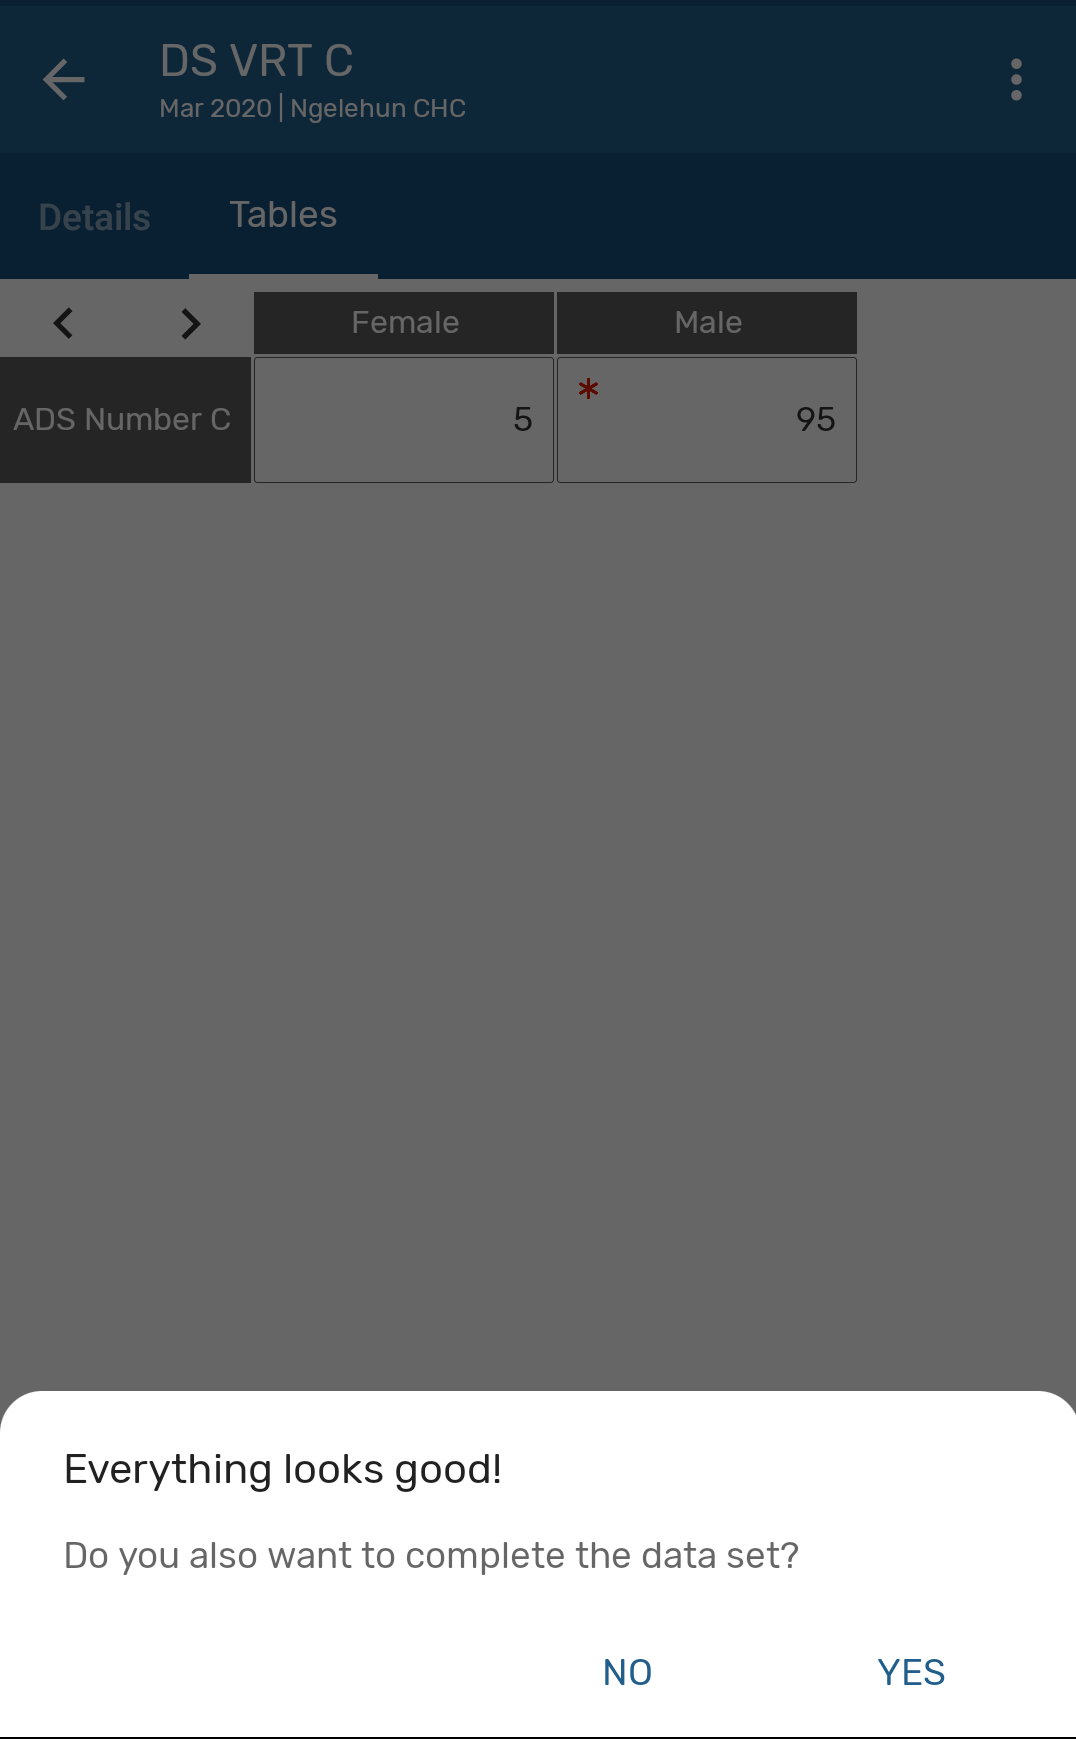 DS VRT C
Mar 2020 | Ngelehun CHC
Details Tables
Female Male
ADS Number C 5 * 95
Everything looks good!
Do you also want to complete the data set?
NO YES